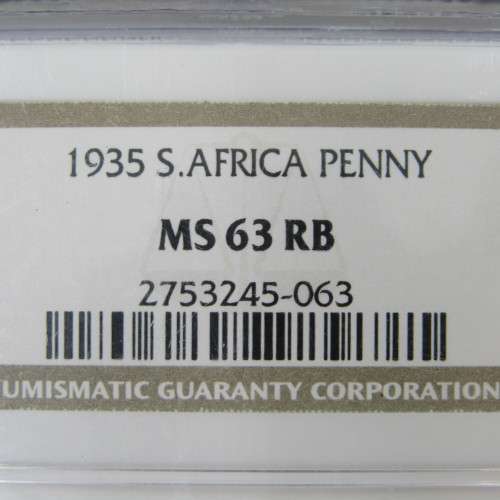 1935 S.AFRICA PENNY
MS 63 RB
2753245-063
UMISMATIC GUARANTY CORPORATION